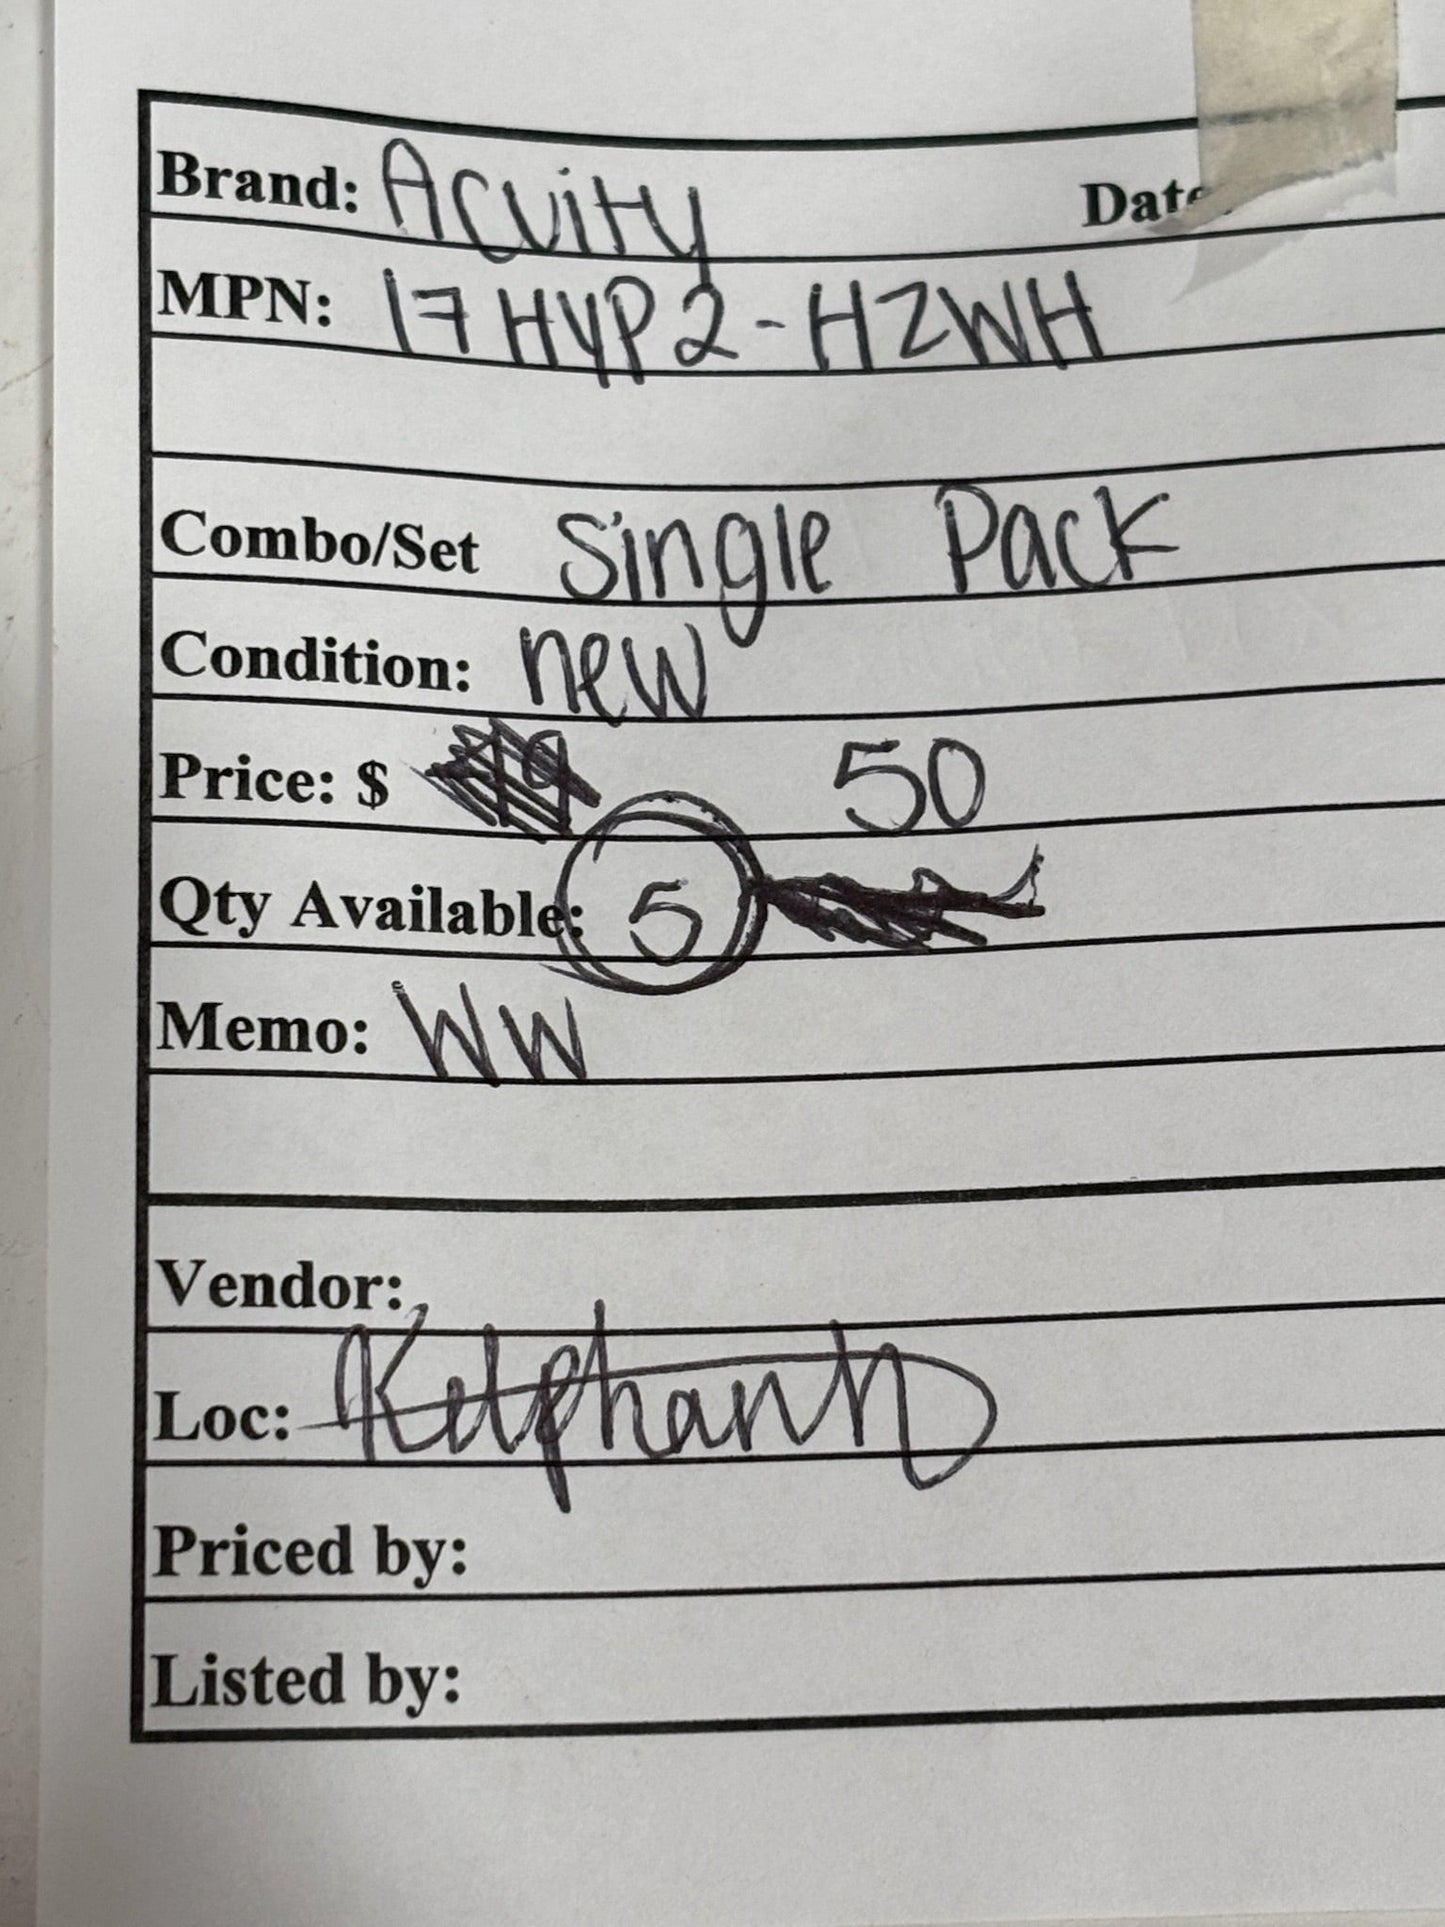 Brand: Acuity Date:
MPN: 17HYP2-HZWH
Combo/Set Single Pack
Condition: new
Price: $ 50
Qty Available: 5
Memo: WW
Vendor:
Loc:
Priced by:
Listed by: